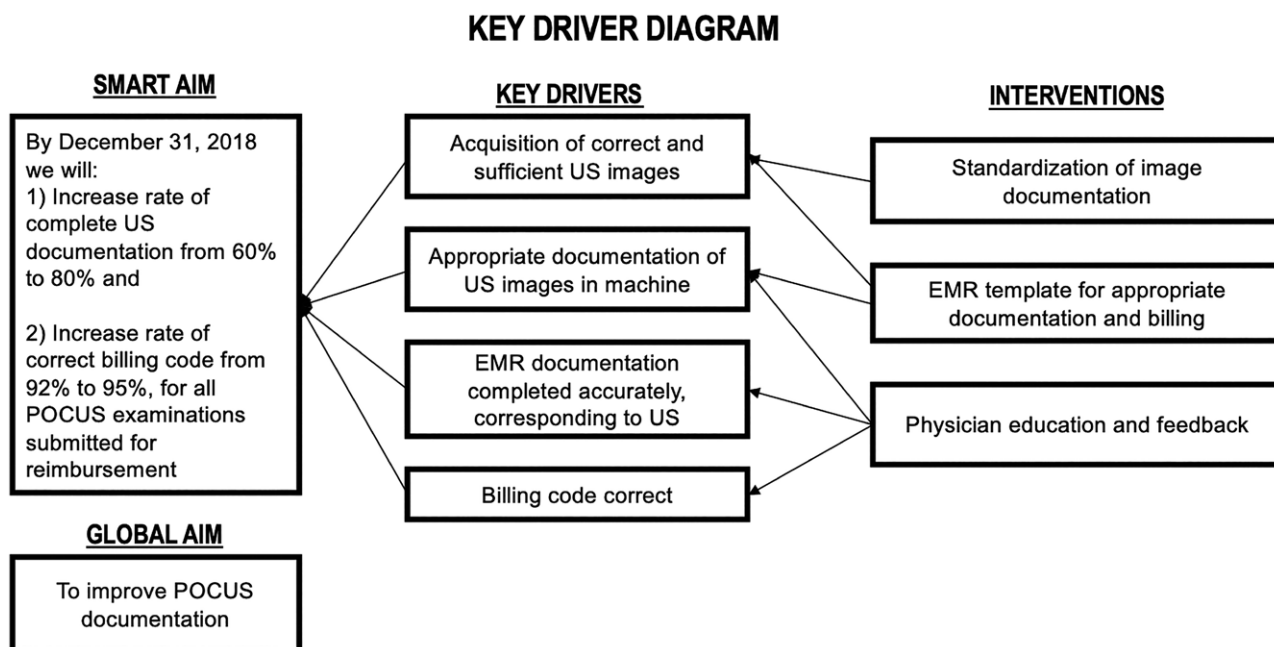 KEY DRIVER DIAGRAM
SMART AIM
By December 31, 2018
we will:
1) Increase rate of
complete US
documentation from 60%
to 80% and
2) Increase rate of
correct billing code from
92% to 95%, for all
POCUS examinations
submitted for
reimbursement
GLOBAL AIM
To improve POCUS
documentation
KEY DRIVERS
Acquisition of correct and
sufficient US images
Appropriate documentation of
US images in machine
EMR documentation
completed accurately,
corresponding to US
Billing code correct
INTERVENTIONS
Standardization of image
documentation
EMR template for appropriate
documentation and billing
Physician education and feedback